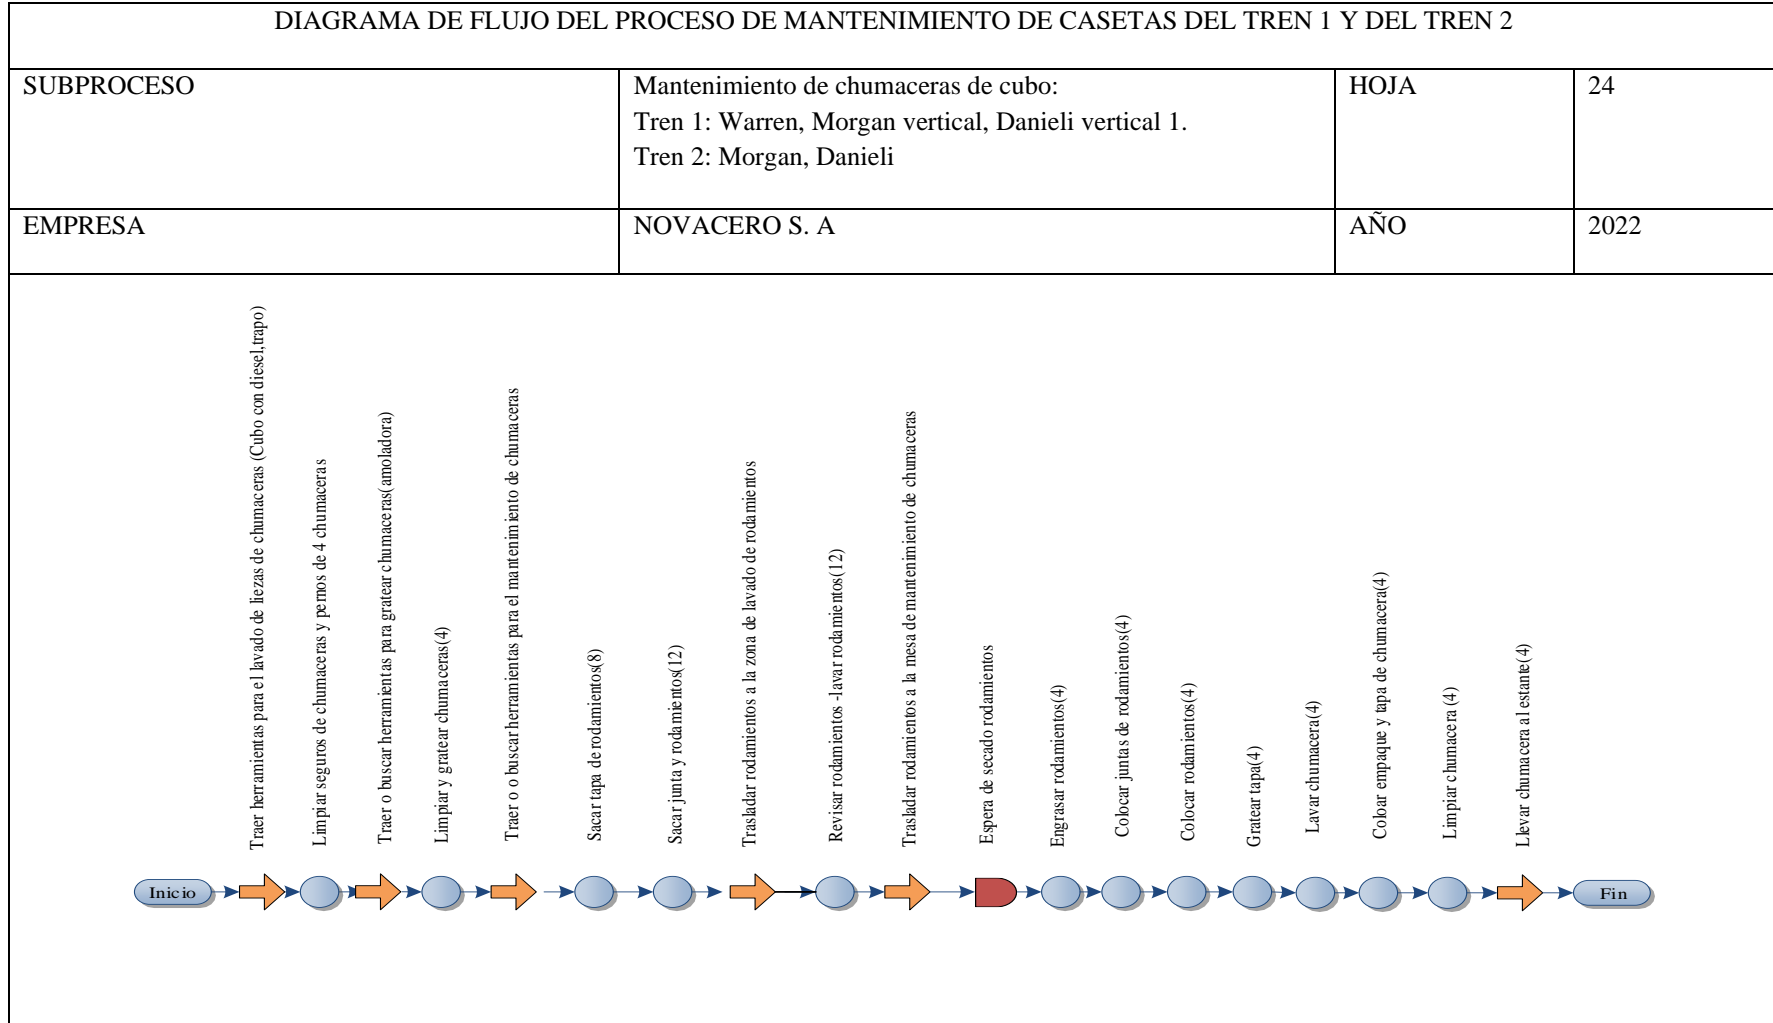 DIAGRAMA DE FLUJO DEL PROCESO DE MANTENIMIENTO DE CASETAS DEL TREN 1 Y DEL TREN 2
SUBPROCESO
Mantenimiento de chumaceras de cubo:
Tren 1: Warren, Morgan vertical, Danieli vertical 1.
Tren 2: Morgan, Danieli
HOJA
24
EMPRESA
NOVACERO S. A
AÑO
2022
Traer herramientas para el lavado de liezas de chumaceras (Cubo con diesel,trapo)
Limpiar seguros de chumaceras y pernos de 4 chumaceras
Traer o buscar herramientas para gratear chumaceras(amoladora)
Limpiar y gratear chumaceras(4)
Traer o o buscar herramientas para el mantenimiento de chumaceras
Sacar tapa de rodamientos(8)
Sacar junta y rodamientos(12)
Trasladar rodamientos a la zona de lavado de rodamientos
Revisar rodamientos -lavar rodamientos(12)
Trasladar rodamientos a la mesa de mantenimiento de chumaceras
Espera de secado rodamientos
Engrasar rodamientos(4)
Colocar juntas de rodamientos(4)
Colocar rodamientos(4)
Gratear tapa(4)
Lavar chumacera(4)
Coloar empaque y tapa de chumacera(4)
Limpiar chumacera (4)
Llevar chumacera al estante(4)
Inicio
Fin